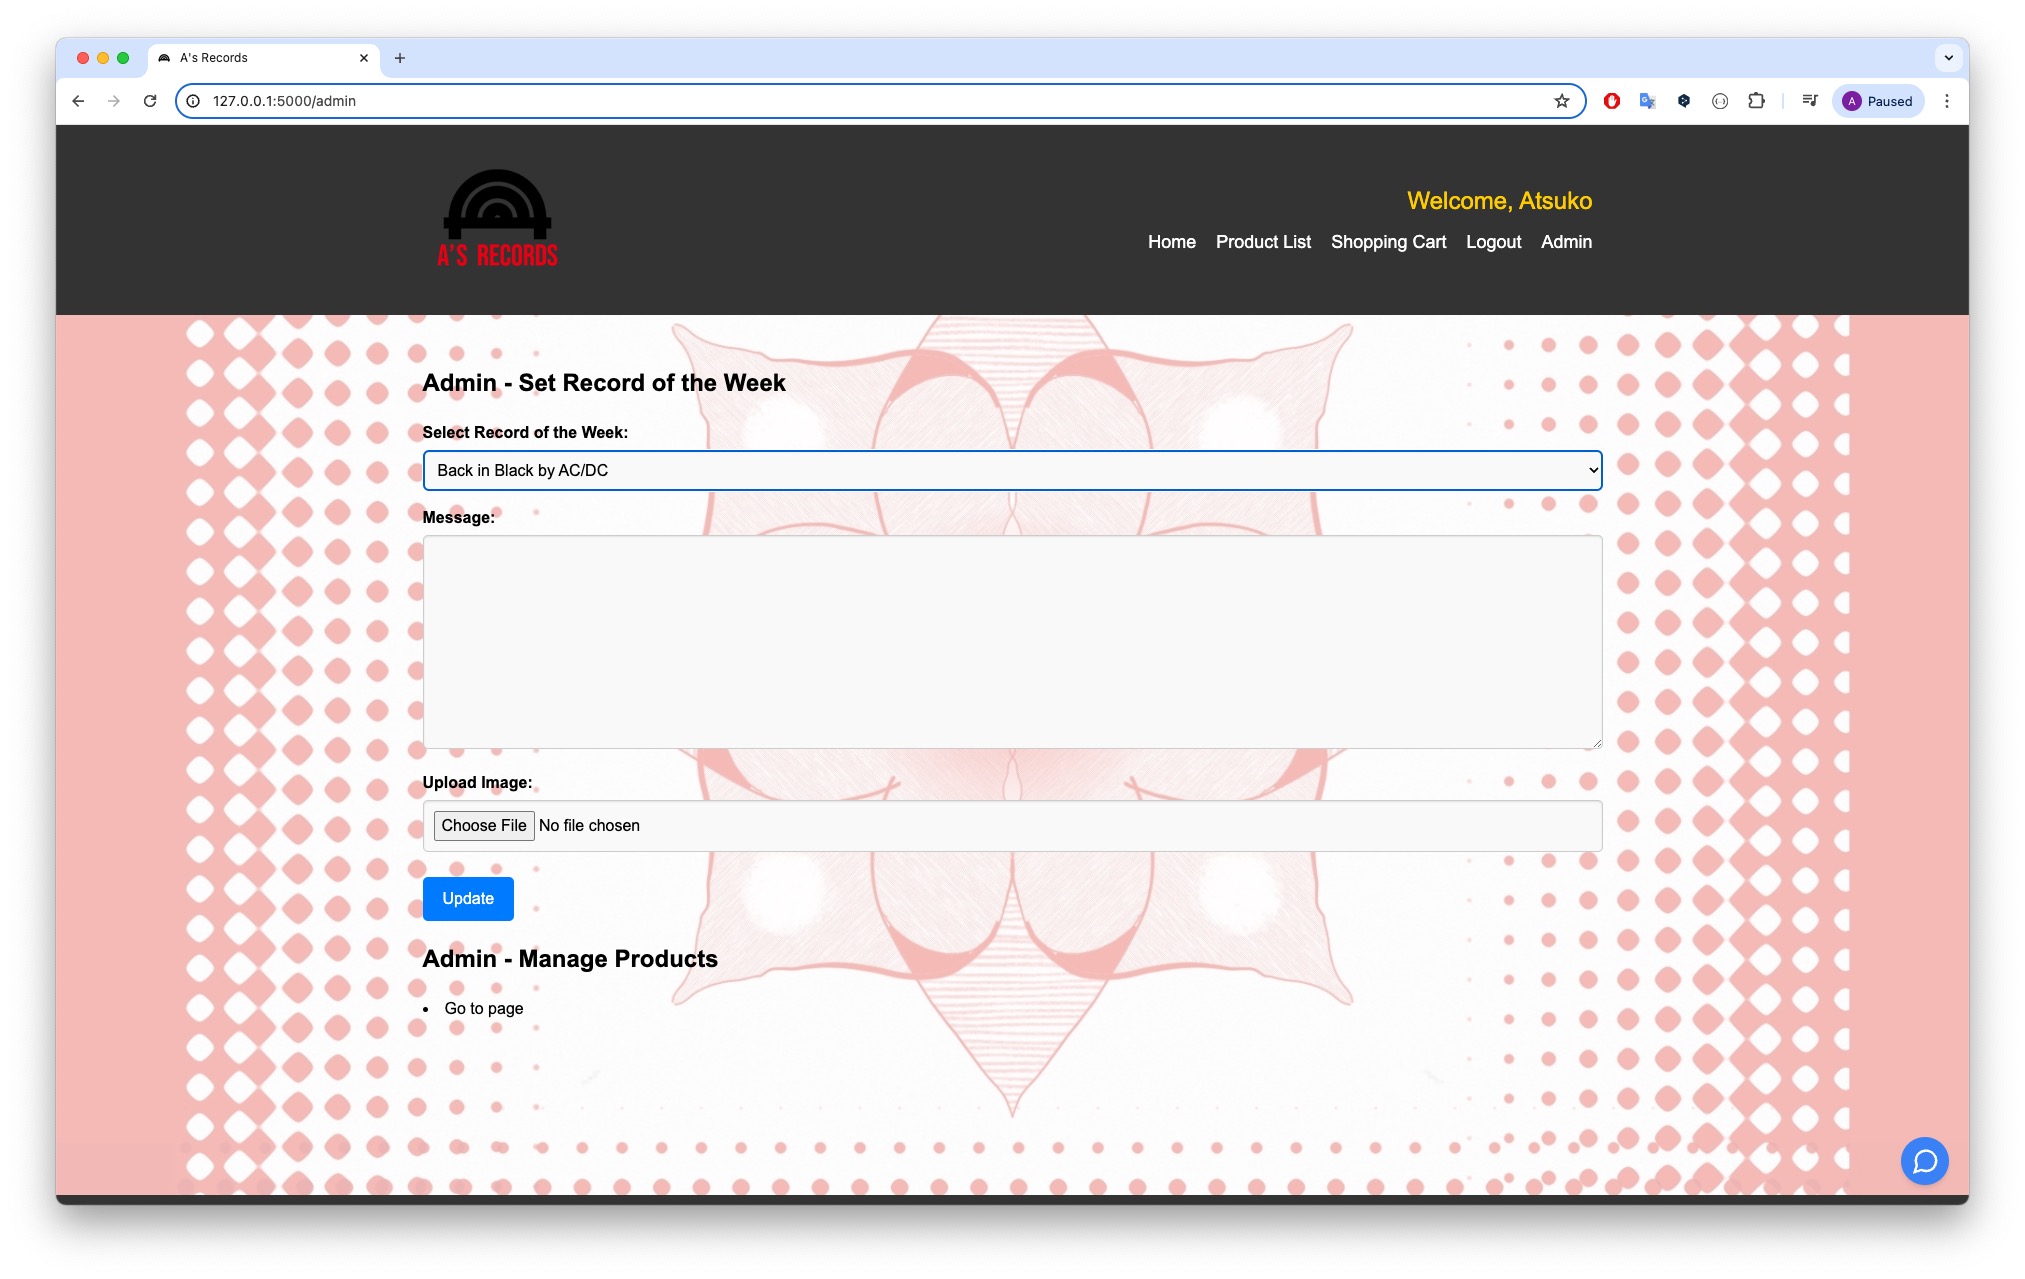 A's Records
127.0.0.1:5000/admin
A Paused
A'S RECORDS
Welcome, Atsuko
Home Product List Shopping Cart Logout Admin
Admin - Set Record of the Week
Select Record of the Week:
Back in Black by AC/DC
Message:
Upload Image:
Choose File No file chosen
Update
Admin - Manage Products
Go to page